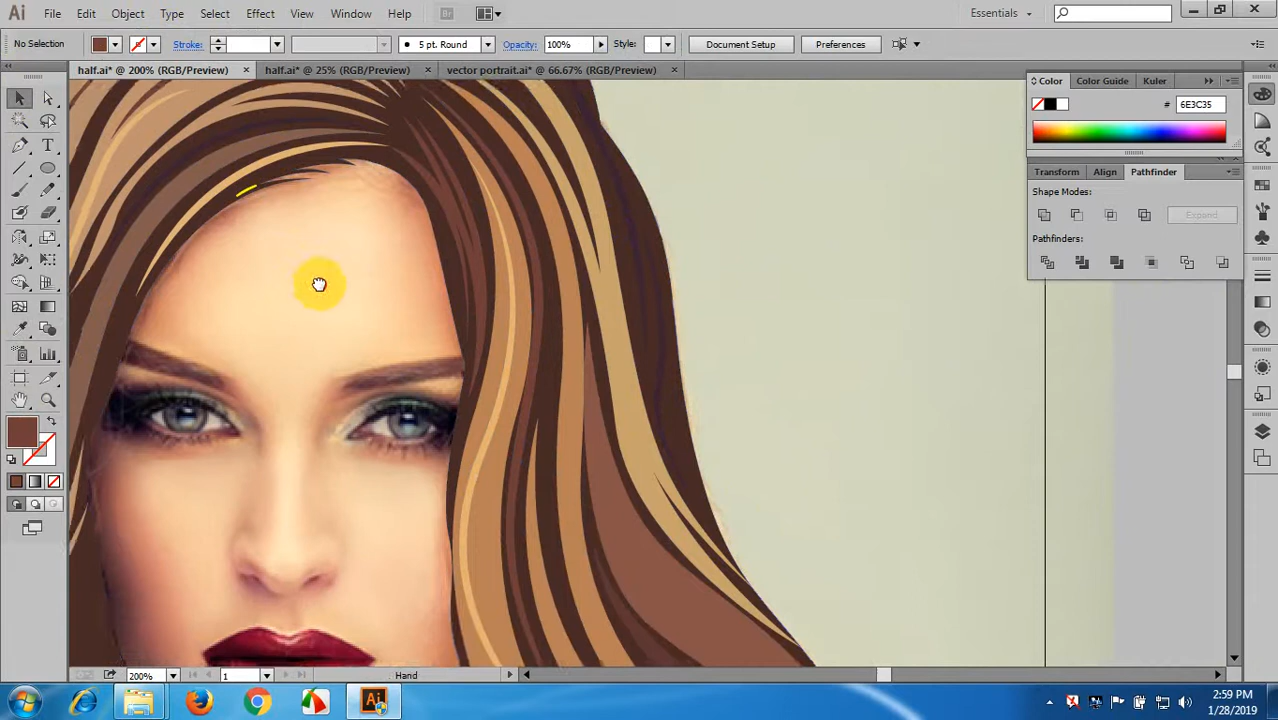 Ai File Edit Object Type Select Effect View Window Help Br Essentials
No Selection Stroke: 5 pt. Round Opacity: 100% Style: Document Setup Preferences
half.ai* @ 200% (RGB/Preview) × half.ai* @ 25% (RGB/Preview) × vector portrait.ai* @ 66.67% (RGB/Preview) ×
Color Color Guide Kuler
# 6E3C35
Transform Align Pathfinder
Shape Modes:
Expand
Pathfinders:
200% 1 Hand
Ai 2:59 PM
1/28/2019